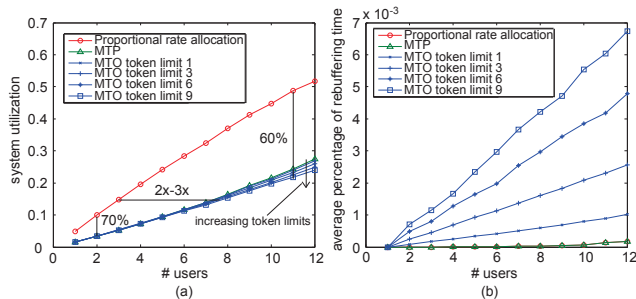 0.7
0.6
0.5
0.4
0.3
0.2
0.1
0
system utilization
Proportional rate allocation
MTP
MTO token limit 1
MTO token limit 3
MTO token limit 6
MTO token limit 9
60%
2x-3x
70%
increasing token limits
0 2 4 6 8 10 12
# users
(a)
7 x 10-3
6
5
4
3
2
1
0
average percentage of rebuffering time
Proportional rate allocation
MTP
MTO token limit 1
MTO token limit 3
MTO token limit 6
MTO token limit 9
0 2 4 6 8 10 12
# users
(b)